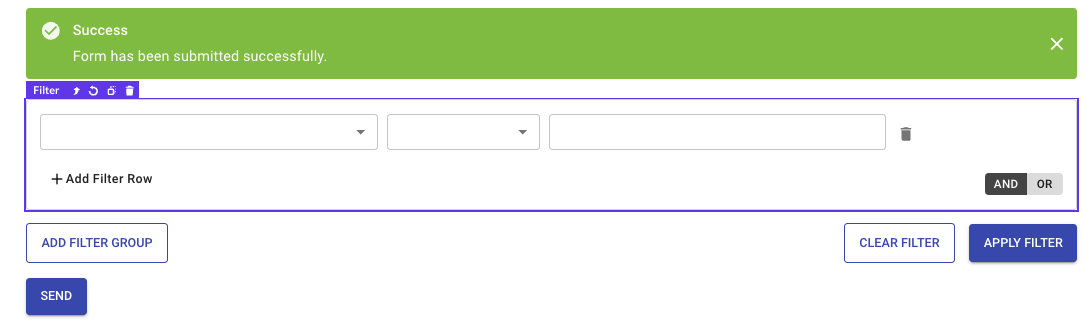 Success
Form has been submitted successfully.
Filter
Add Filter Row
AND OR
ADD FILTER GROUP
CLEAR FILTER
APPLY FILTER
SEND